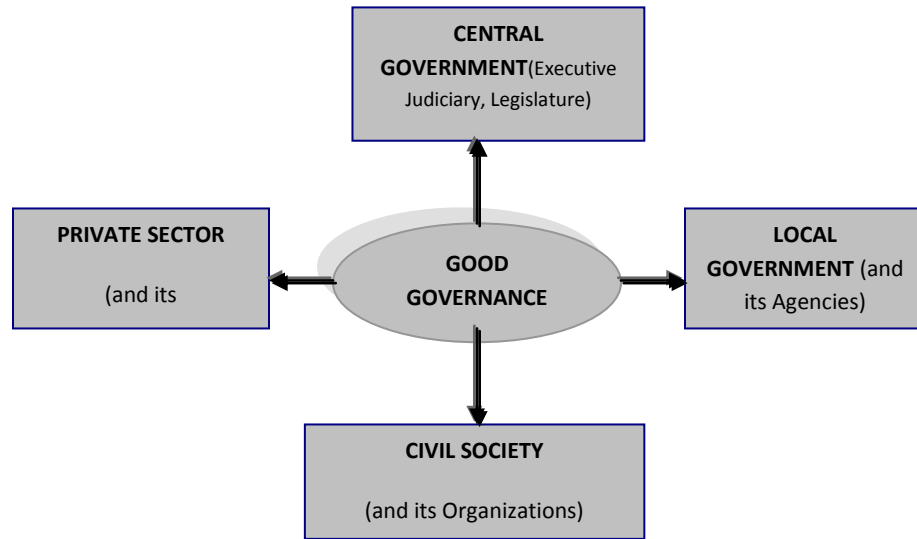 CENTRAL
GOVERNMENT(Executive
Judiciary, Legislature)
PRIVATE SECTOR
(and its
GOOD
GOVERNANCE
LOCAL
GOVERNMENT (and
its Agencies)
CIVIL SOCIETY
(and its Organizations)